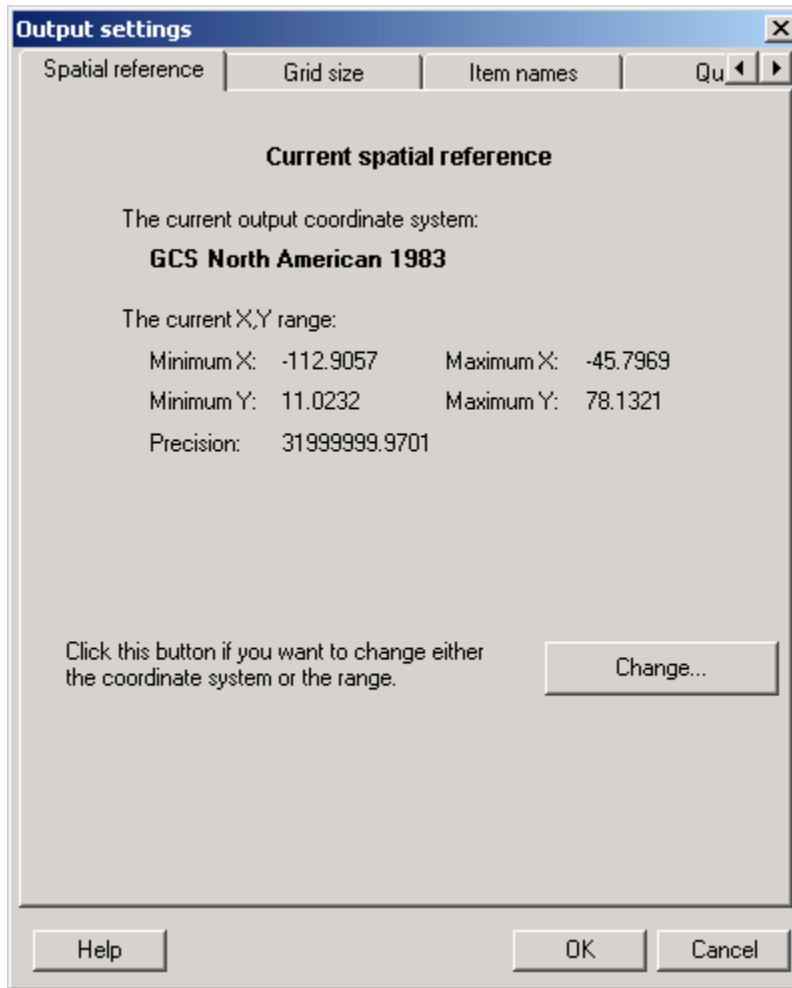 Output settings
Spatial reference
Grid size
Item names
Qu
Current spatial reference
The current output coordinate system:
GCS North American 1983
The current X,Y range:
Minimum X: -112.9057 Maximum X: -45.7969
Minimum Y: 11.0232 Maximum Y: 78.1321
Precision: 31999999.9701
Click this button if you want to change either
the coordinate system or the range.
Change...
Help
OK
Cancel